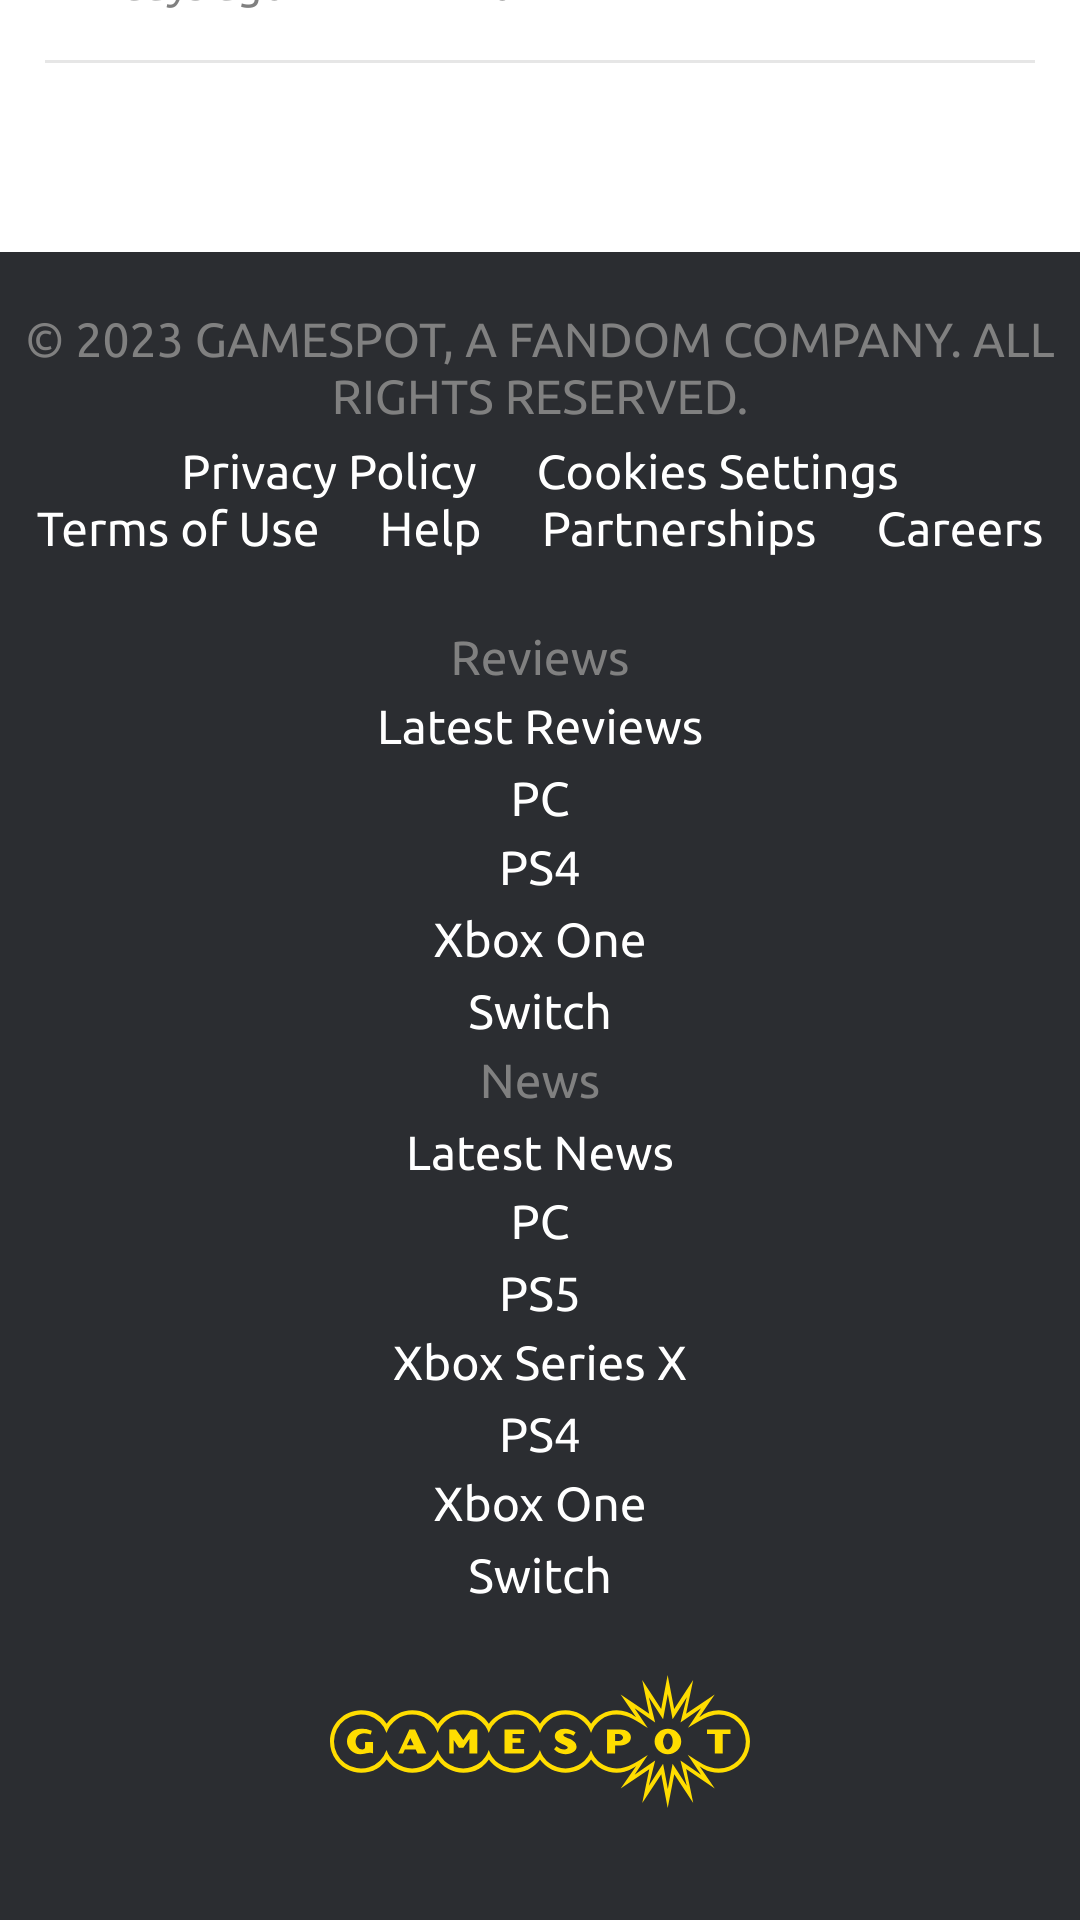 © 2023 GAMESPOT, A FANDOM COMPANY. ALL
RIGHTS RESERVED.
Privacy Policy Cookies Settings
Terms of Use Help Partnerships Careers
Reviews
Latest Reviews
PC
PS4
Xbox One
Switch
News
Latest News
PC
PS5
Xbox Series X
PS4
Xbox One
Switch
GAMESPOT